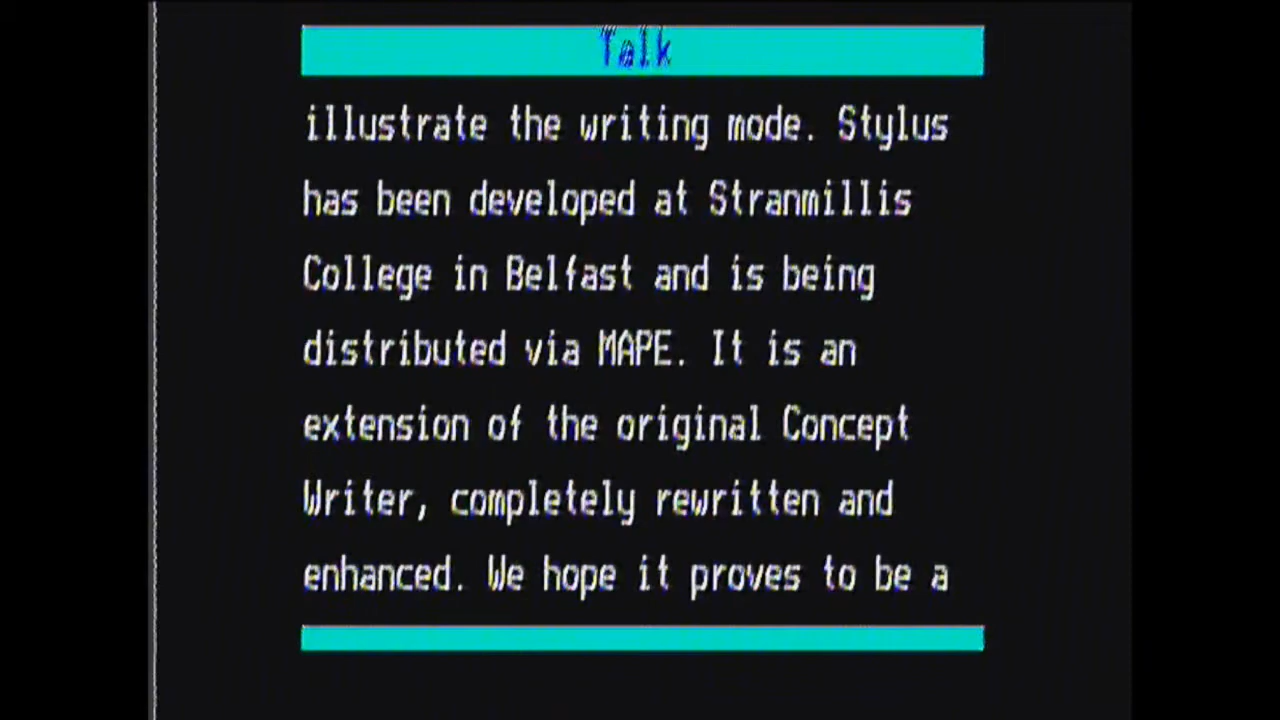 Talk
illustrate the writing mode. Stylus
has been developed at Stranmillis
College in Belfast and is being
distributed via MAPE. It is an
extension of the original Concept
Writer, completely rewritten and
enhanced. We hope it proves to be a